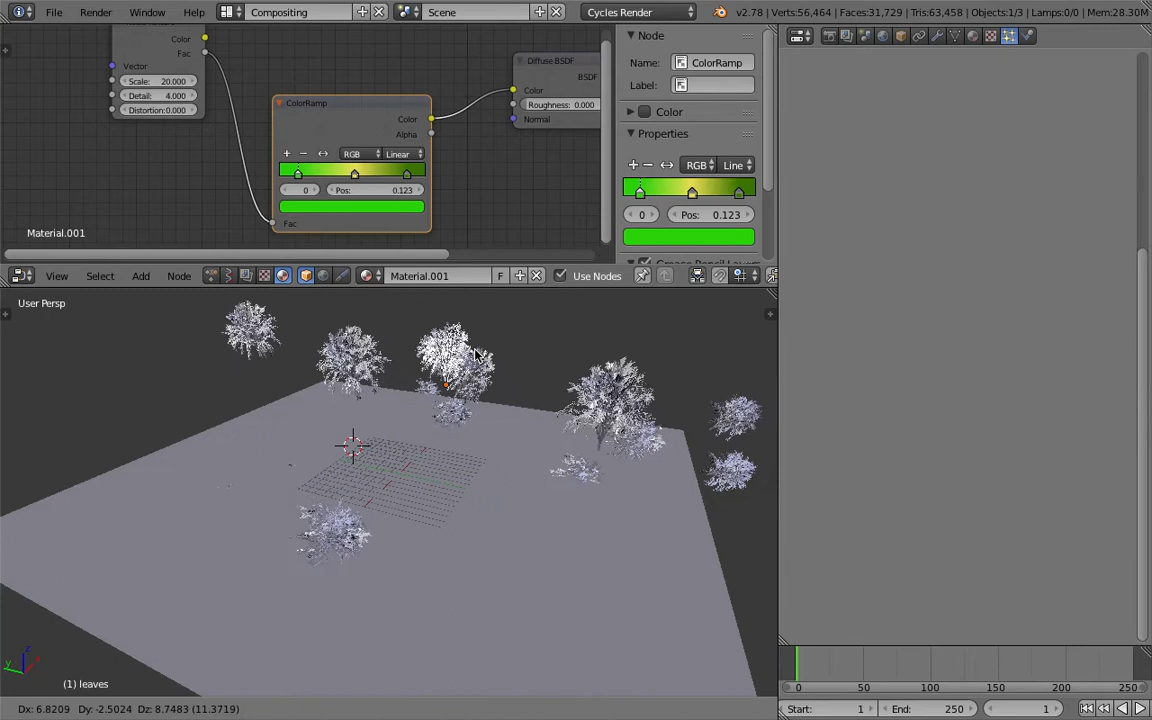 File Render Window Help Compositing Scene Cycles Render v2.78 | Verts:56,464 | Faces:31,729 | Tris:63,458 | Objects:1/3 | Lamps:0/0 | Mem:28.30M
Color
Fac
Vector
Scale: 20.000
Detail: 4.000
Distortion:0.000
ColorRamp
Color
Alpha
RGB Linear
0 Pos: 0.123
Fac
Diffuse BSDF
BSDF
Color
Roughness: 0.000
Normal
Material.001
Node
Name: ColorRamp
Label:
Color
Properties
RGB Line
0 Pos: 0.123
View Select Add Node Material.001 F Use Nodes
User Persp
(1) leaves
Dx: 6.8209 Dy: -2.5024 Dz: 8.7483 (11.3719)
0 50 100 150 200 250
Start: 1 End: 250 1